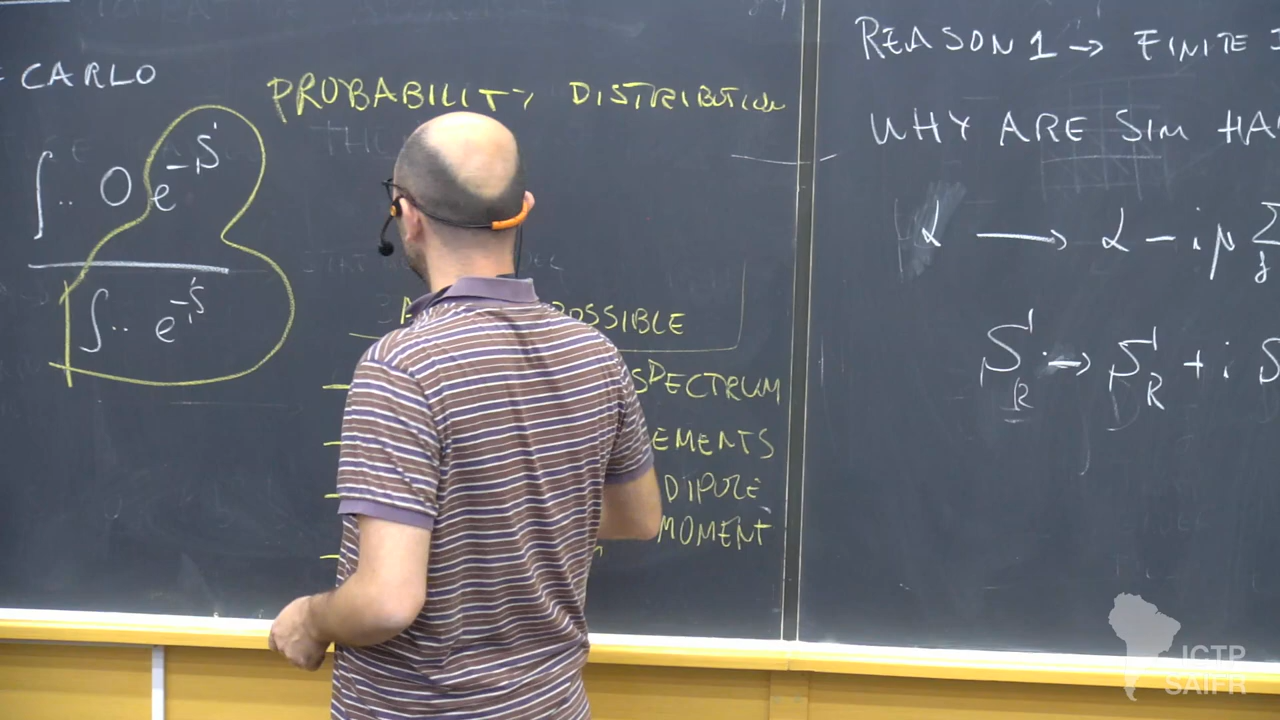 CARLO
∫.. O e^-S
∫.. e^-S
PROBABILITY DISTRIBUTION
POSSIBLE
SPECTRUM
EMENTS
DIPOLE
MOMENT
REASON 1 → FINITE
WHY ARE SIM HA
L → L - i μ Σ
S_R → S_R + i S
ICTP
SAIFR